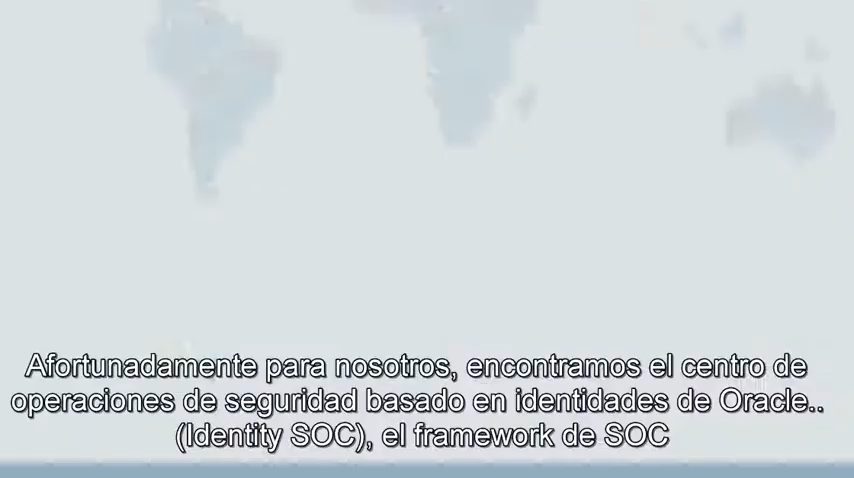 Afortunadamente para nosotros, encontramos el centro de
operaciones de seguridad basado en identidades de Oracle..
(Identity SOC), el framework de SOC